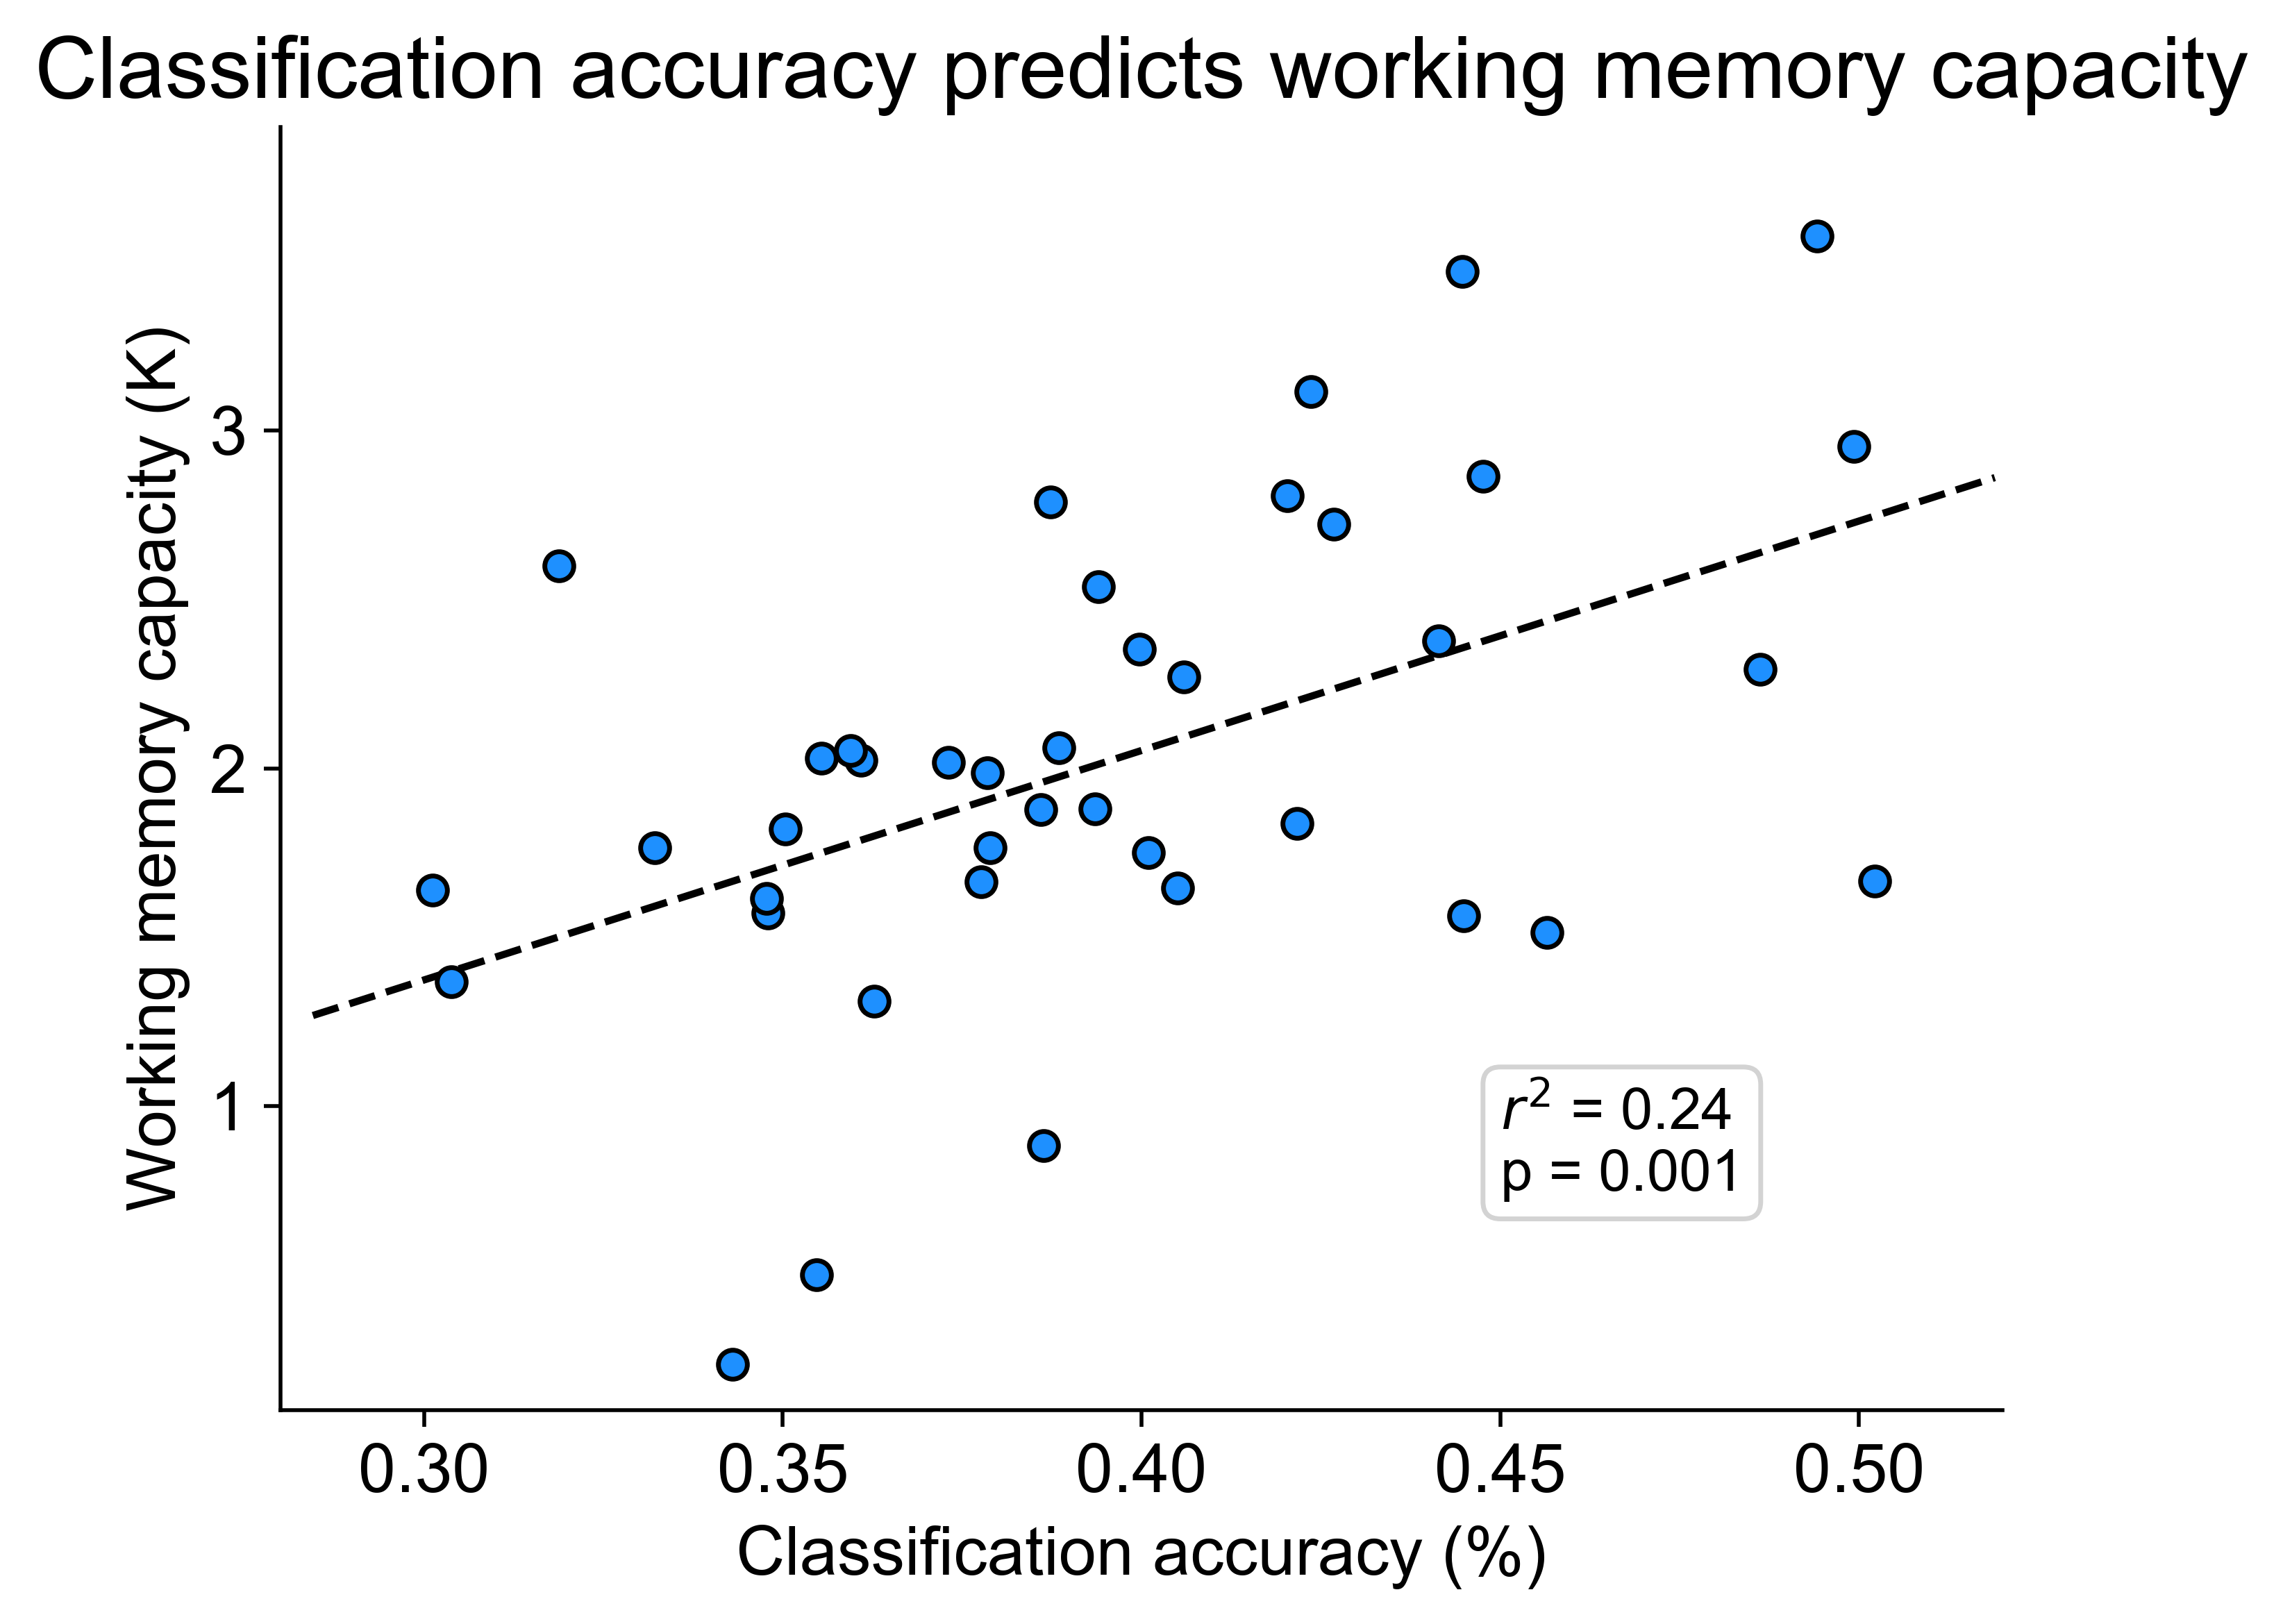 Classification accuracy predicts working memory capacity
Working memory capacity (K)
3
2
1
r² = 0.24
p = 0.001
0.30 0.35 0.40 0.45 0.50
Classification accuracy (%)